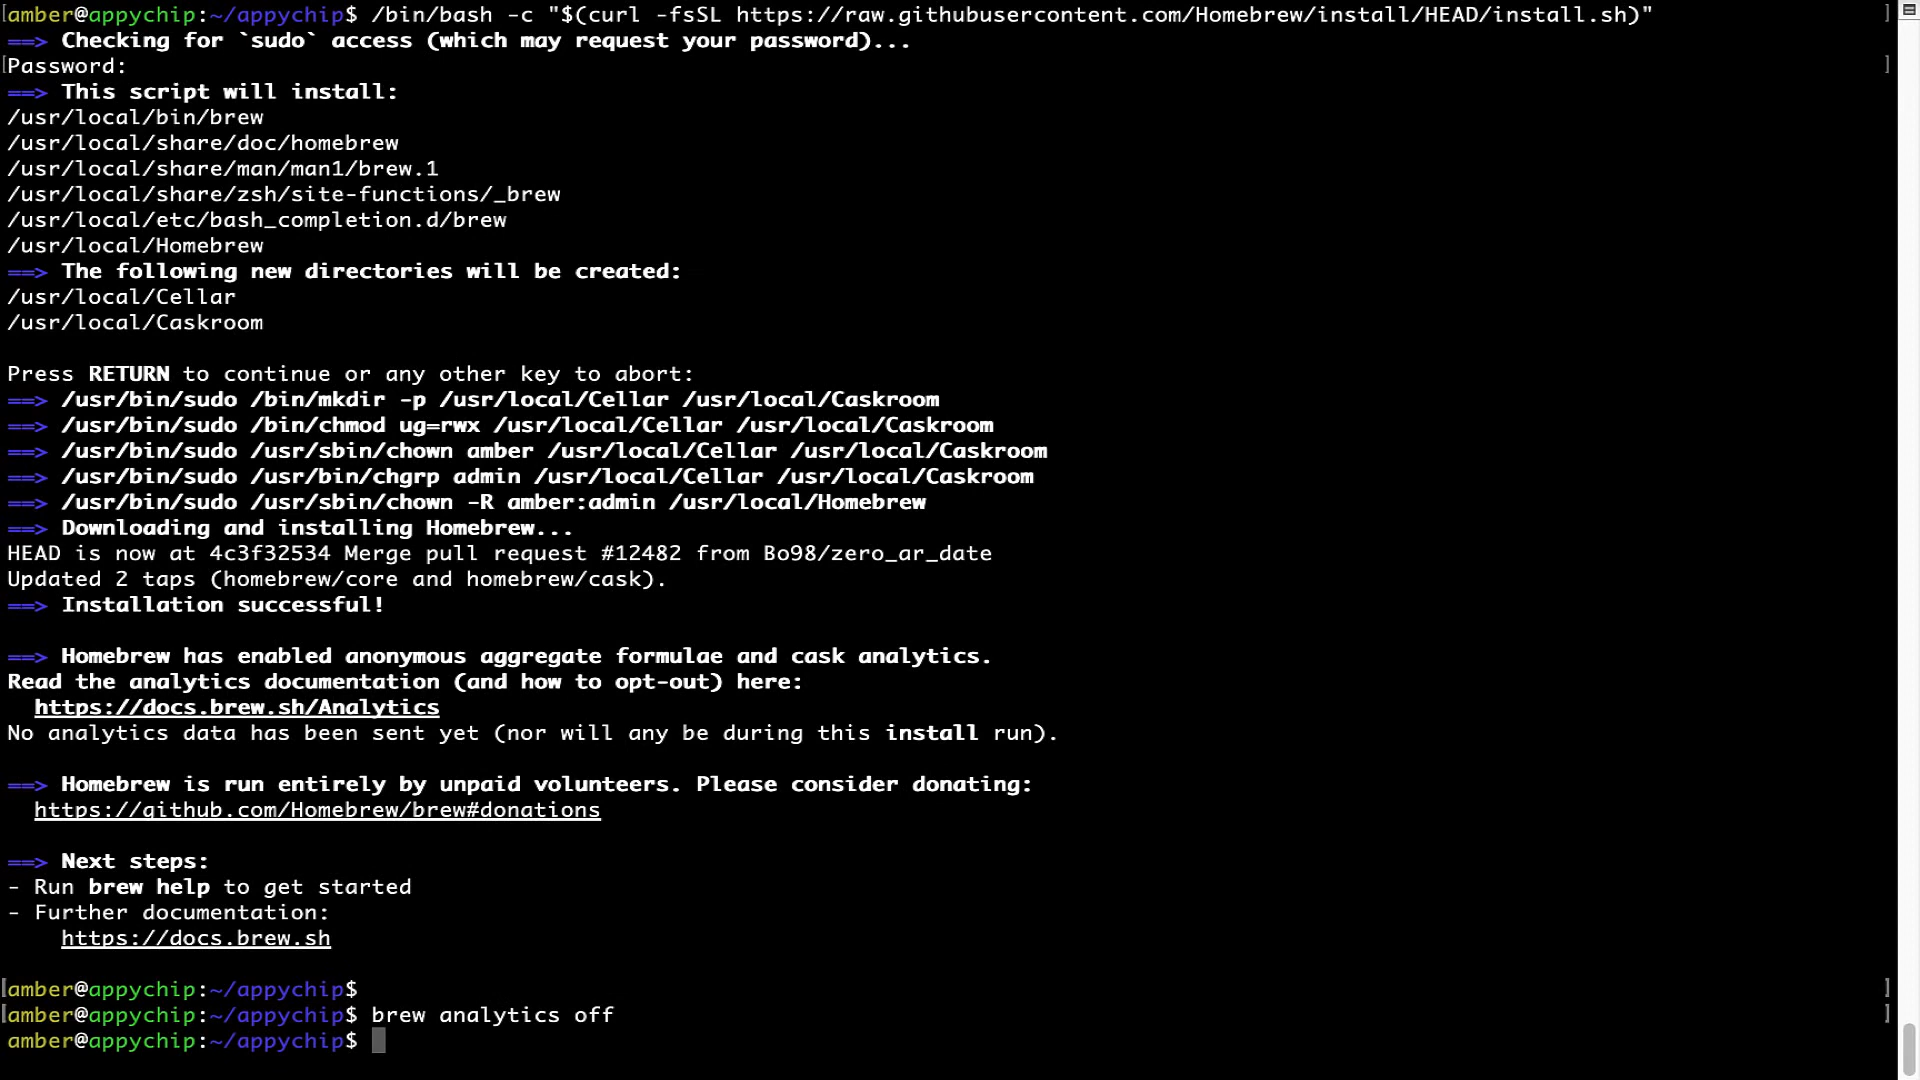 amber@appychip:~/appychip$ /bin/bash -c "$(curl -fsSL https://raw.githubusercontent.com/Homebrew/install/HEAD/install.sh)"
==> Checking for `sudo` access (which may request your password)...
Password:
==> This script will install:
/usr/local/bin/brew
/usr/local/share/doc/homebrew
/usr/local/share/man/man1/brew.1
/usr/local/share/zsh/site-functions/_brew
/usr/local/etc/bash_completion.d/brew
/usr/local/Homebrew
==> The following new directories will be created:
/usr/local/Cellar
/usr/local/Caskroom
Press RETURN to continue or any other key to abort:
==> /usr/bin/sudo /bin/mkdir -p /usr/local/Cellar /usr/local/Caskroom
==> /usr/bin/sudo /bin/chmod ug=rwx /usr/local/Cellar /usr/local/Caskroom
==> /usr/bin/sudo /usr/sbin/chown amber /usr/local/Cellar /usr/local/Caskroom
==> /usr/bin/sudo /usr/bin/chgrp admin /usr/local/Cellar /usr/local/Caskroom
==> /usr/bin/sudo /usr/sbin/chown -R amber:admin /usr/local/Homebrew
==> Downloading and installing Homebrew...
HEAD is now at 4c3f32534 Merge pull request #12482 from Bo98/zero_ar_date
Updated 2 taps (homebrew/core and homebrew/cask).
==> Installation successful!
==> Homebrew has enabled anonymous aggregate formulae and cask analytics.
Read the analytics documentation (and how to opt-out) here:
https://docs.brew.sh/Analytics
No analytics data has been sent yet (nor will any be during this install run).
==> Homebrew is run entirely by unpaid volunteers. Please consider donating:
https://github.com/Homebrew/brew#donations
==> Next steps:
- Run brew help to get started
- Further documentation:
https://docs.brew.sh
amber@appychip:~/appychip$
amber@appychip:~/appychip$ brew analytics off
amber@appychip:~/appychip$